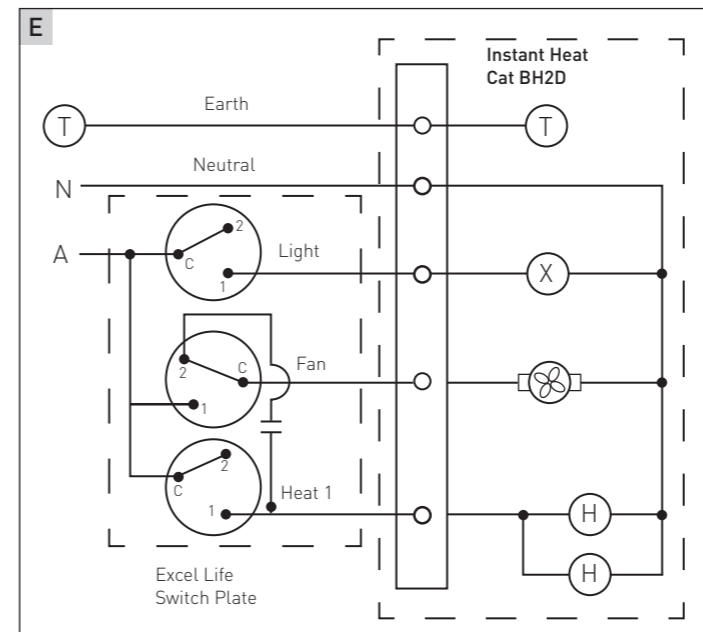 E
Instant Heat
Cat BH2D
Earth
T
T
Neutral
N
A
2
C
Light
1
X
2
C
Fan
1
2
C
Heat 1
1
H
H
Excel Life
Switch Plate